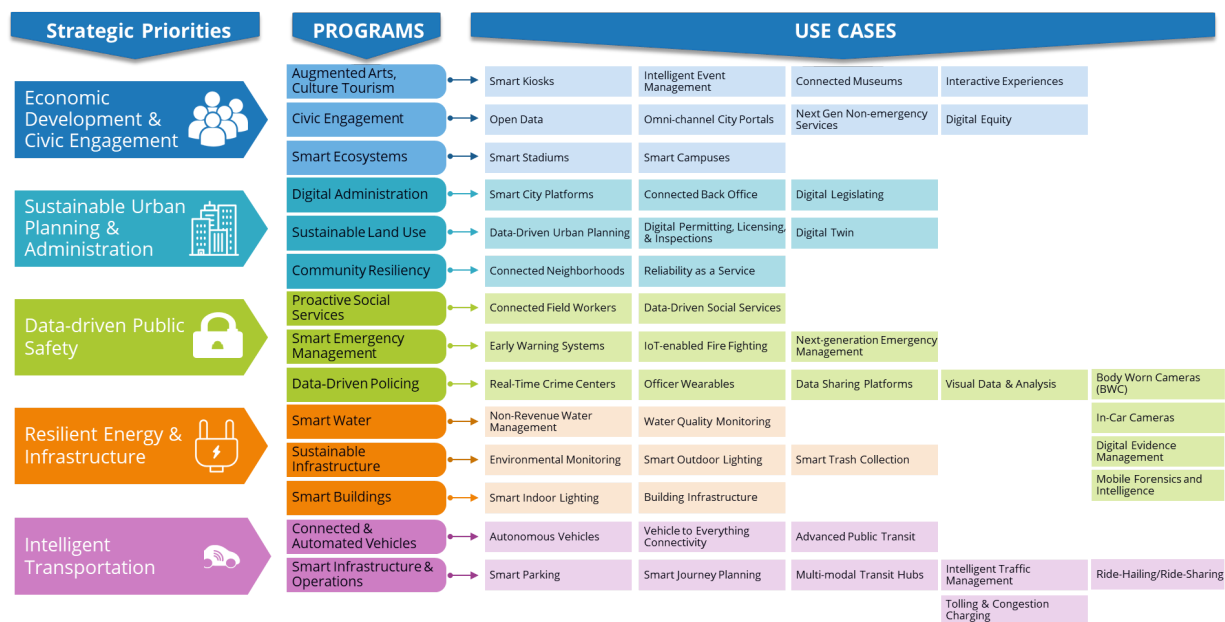 Strategic Priorities
PROGRAMS
USE CASES
Economic
Development &
Civic Engagement
Augmented Arts,
Culture Tourism
Smart Kiosks
Intelligent Event
Management
Connected Museums
Interactive Experiences
Civic Engagement
Open Data
Omni-channel City Portals
Next Gen Non-emergency
Services
Digital Equity
Smart Ecosystems
Smart Stadiums
Smart Campuses
Sustainable Urban
Planning &
Administration
Digital Administration
Smart City Platforms
Connected Back Office
Digital Legislating
Sustainable Land Use
Data-Driven Urban Planning
Digital Permitting, Licensing,
& Inspections
Digital Twin
Community Resiliency
Connected Neighborhoods
Reliability as a Service
Data-driven Public
Safety
Proactive Social
Services
Connected Field Workers
Data-Driven Social Services
Smart Emergency
Management
Early Warning Systems
IoT-enabled Fire Fighting
Next-generation Emergency
Management
Data-Driven Policing
Real-Time Crime Centers
Officer Wearables
Data Sharing Platforms
Visual Data & Analysis
Body Worn Cameras
(BWC)
In-Car Cameras
Digital Evidence
Management
Mobile Forensics and
Intelligence
Resilient Energy &
Infrastructure
Smart Water
Non-Revenue Water
Management
Water Quality Monitoring
Sustainable
Infrastructure
Environmental Monitoring
Smart Outdoor Lighting
Smart Trash Collection
Smart Buildings
Smart Indoor Lighting
Building Infrastructure
Intelligent
Transportation
Connected &
Automated Vehicles
Autonomous Vehicles
Vehicle to Everything
Connectivity
Advanced Public Transit
Smart Infrastructure &
Operations
Smart Parking
Smart Journey Planning
Multi-modal Transit Hubs
Intelligent Traffic
Management
Ride-Hailing/Ride-Sharing
Tolling & Congestion
Charging